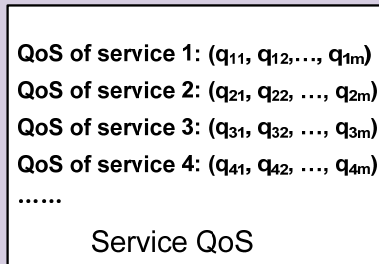 QoS of service 1: (q₁₁, q₁₂,..., q₁ₘ)
QoS of service 2: (q₂₁, q₂₂, ..., q₂ₘ)
QoS of service 3: (q₃₁, q₃₂, ..., q₃ₘ)
QoS of service 4: (q₄₁, q₄₂, ..., q₄ₘ)
......
Service QoS